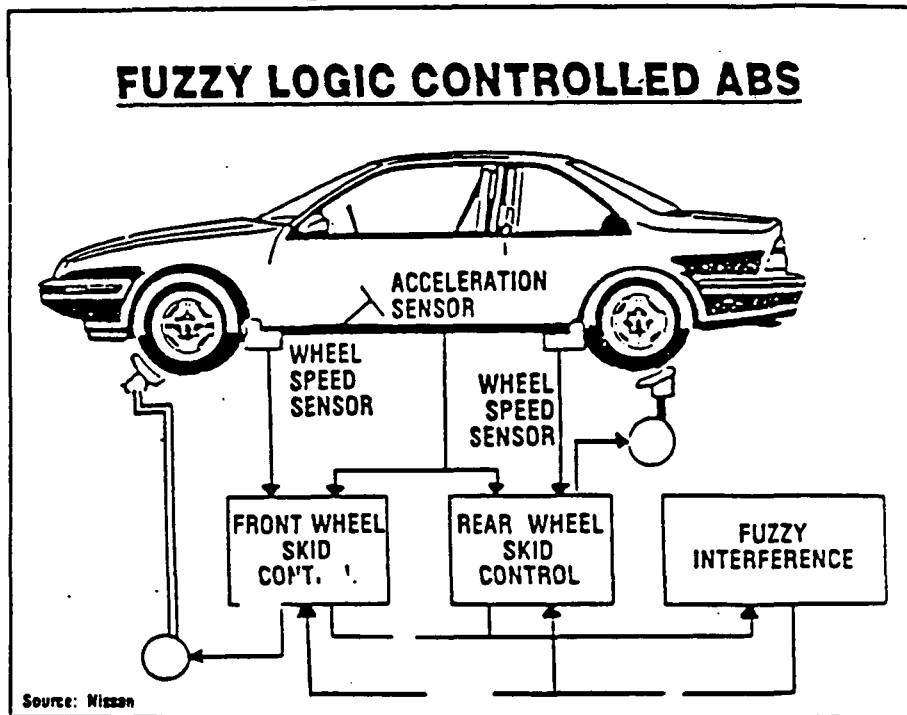 FUZZY LOGIC CONTROLLED ABS
ACCELERATION
SENSOR
WHEEL
SPEED
SENSOR
WHEEL
SPEED
SENSOR
FRONT WHEEL
SKID
REAR WHEEL
SKID
CONTROL
FUZZY
INTERFERENCE
Source: Nissan